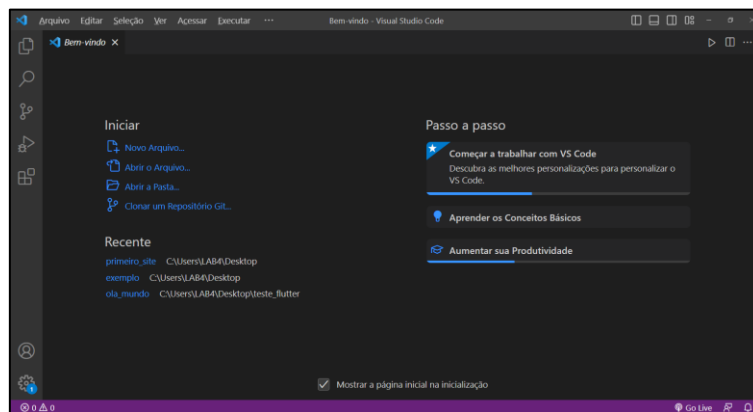 Arquivo Editar Seleção Ver Acessar Executar ··· Bem-vindo - Visual Studio Code
Bem-vindo
Iniciar
Novo Arquivo...
Abrir o Arquivo...
Abrir a Pasta...
Clonar um Repositório Git...
Recente
primeiro_site C:\Users\LAB4\Desktop
exemplo C:\Users\LAB4\Desktop
ola_mundo C:\Users\LAB4\Desktop\teste_flutter
Passo a passo
Começar a trabalhar com VS Code
Descubra as melhores personalizações para personalizar o
VS Code.
Aprender os Conceitos Básicos
Aumentar sua Produtividade
Mostrar a página inicial na inicialização
1
0 0 Go Live